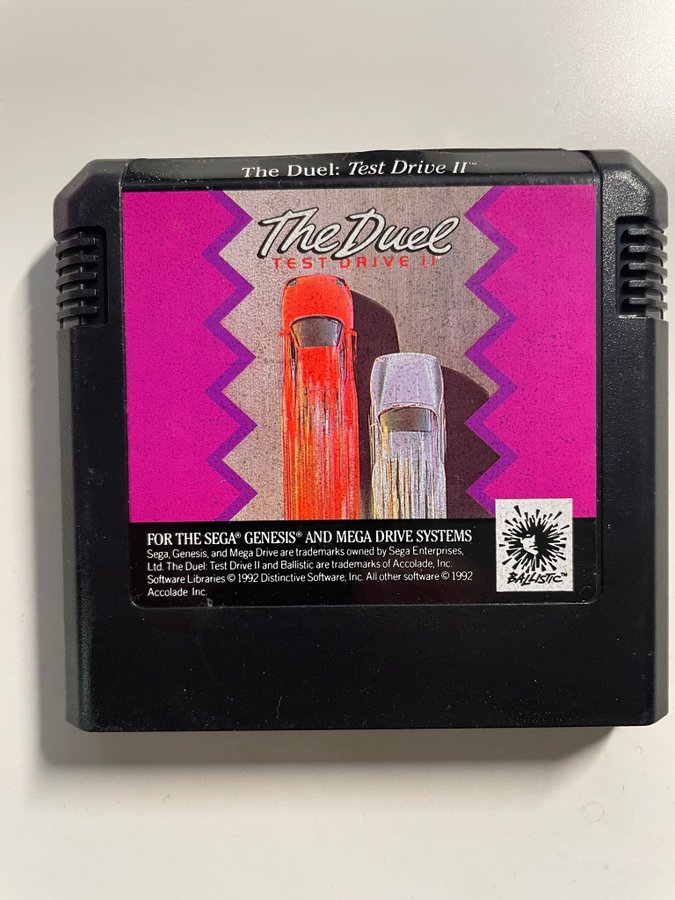 The Duel: Test Drive II™
The Duel
TEST DRIVE II
FOR THE SEGA® GENESIS® AND MEGA DRIVE SYSTEMS
Sega, Genesis, and Mega Drive are trademarks owned by Sega Enterprises,
Ltd. The Duel: Test Drive II and Ballistic are trademarks of Accolade, Inc.
Software Libraries © 1992 Distinctive Software, Inc. All other software © 1992
Accolade Inc.
BALLISTIC™